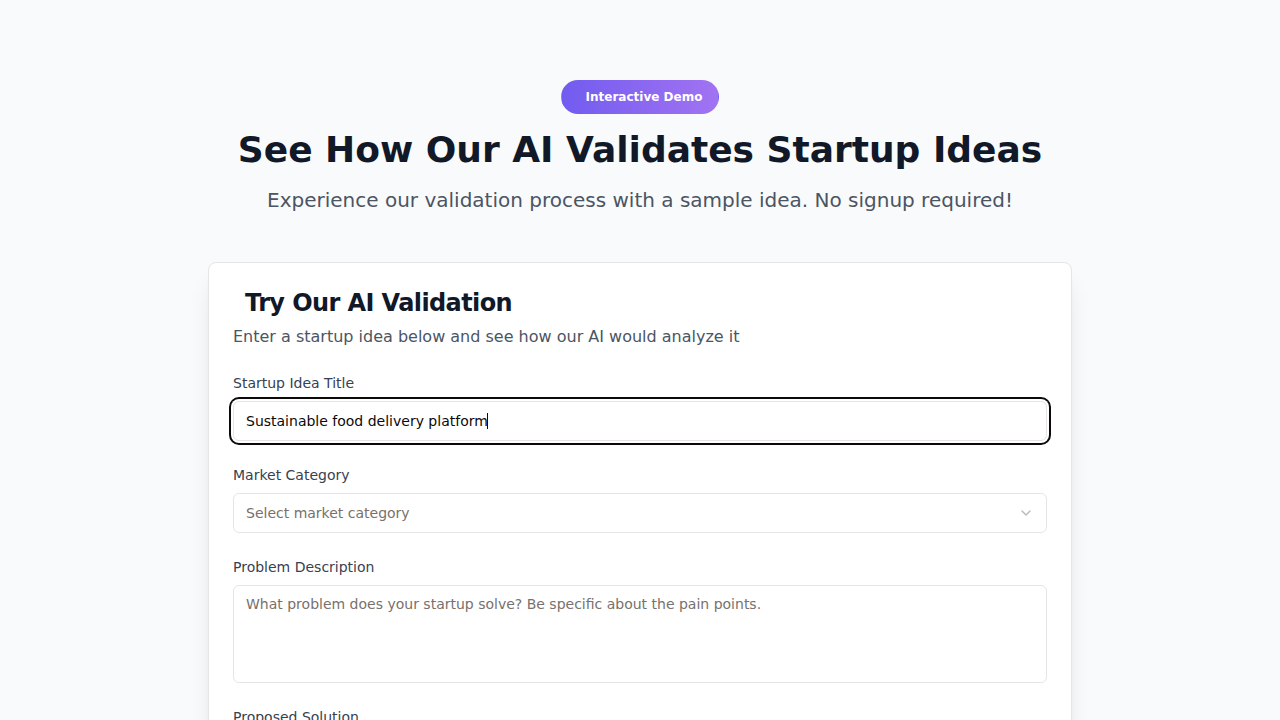 Interactive Demo
See How Our AI Validates Startup Ideas
Experience our validation process with a sample idea. No signup required!
Try Our AI Validation
Enter a startup idea below and see how our AI would analyze it
Startup Idea Title
Sustainable food delivery platform
Market Category
Select market category
Problem Description
What problem does your startup solve? Be specific about the pain points.
Proposed Solution